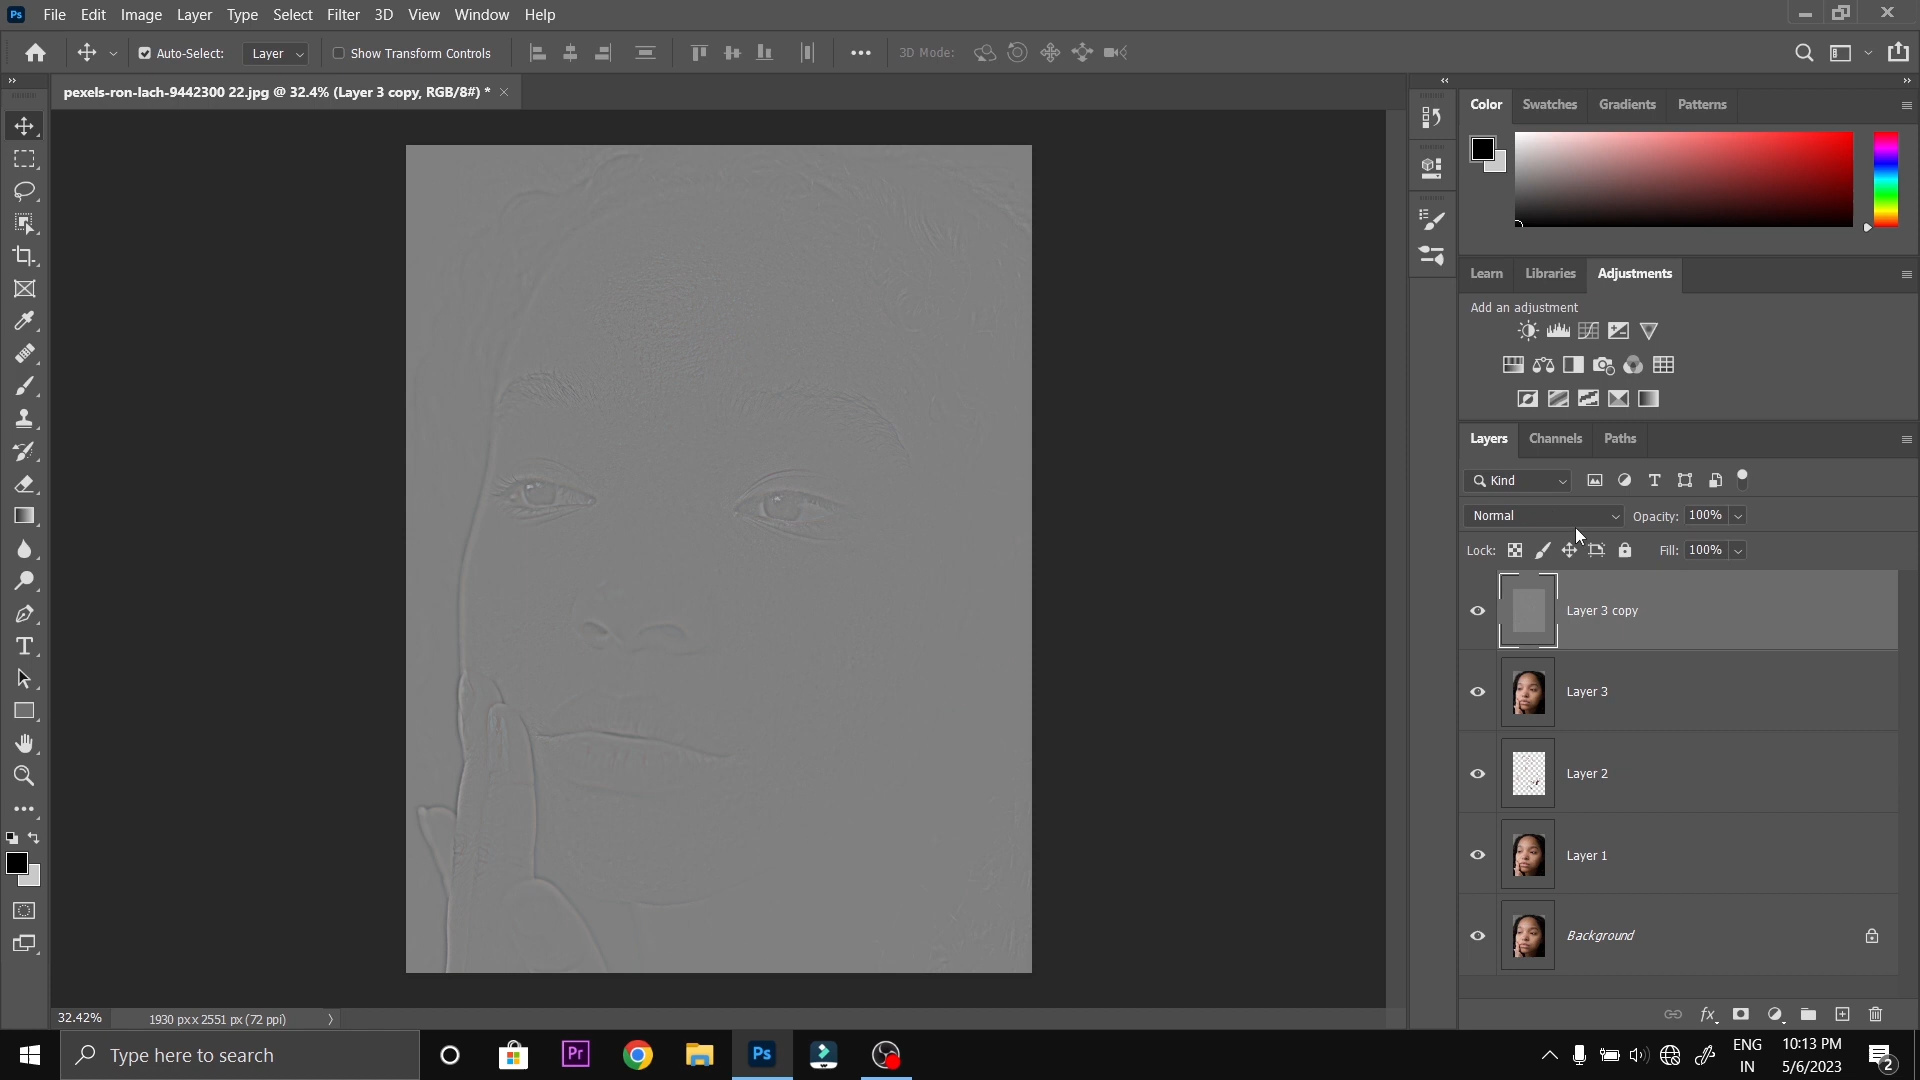 Ps File Edit Image Layer Type Select Filter 3D View Window Help
Auto-Select: Layer Show Transform Controls 3D Mode:
pexels-ron-lach-9442300 22.jpg @ 32.4% (Layer 3 copy, RGB/8#) *
Color Swatches Gradients Patterns
Learn Libraries Adjustments
Add an adjustment
Layers Channels Paths
Kind
Normal Opacity: 100%
Lock: Fill: 100%
Layer 3 copy
Layer 3
Layer 2
Layer 1
Background
32.42% 1930 px x 2551 px (72 ppi)
Type here to search
Pr
Ps
ENG
IN
10:13 PM
5/6/2023
2